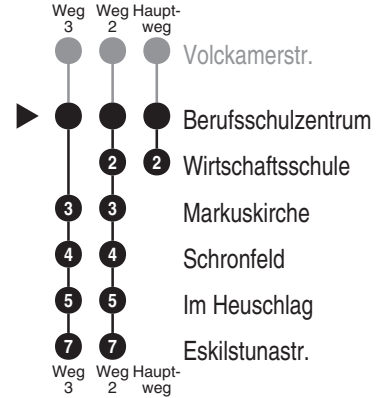 Weg Weg Haupt-
3 2 weg
Volckamerstr.
Berufsschulzentrum
2 2 Wirtschaftsschule
3 3 Markuskirche
4 4 Schronfeld
5 5 Im Heuschlag
7 7 Eskilstunastr.
Weg Weg Haupt-
3 2 weg